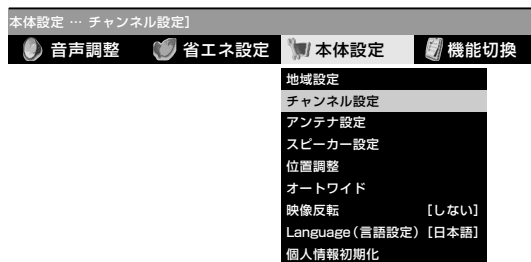 本体設定 … チャンネル設定]
音声調整 省エネ設定 本体設定 機能切換
地域設定
チャンネル設定
アンテナ設定
スピーカー設定
位置調整
オートワイド
映像反転 [しない]
Language(言語設定) [日本語]
個人情報初期化